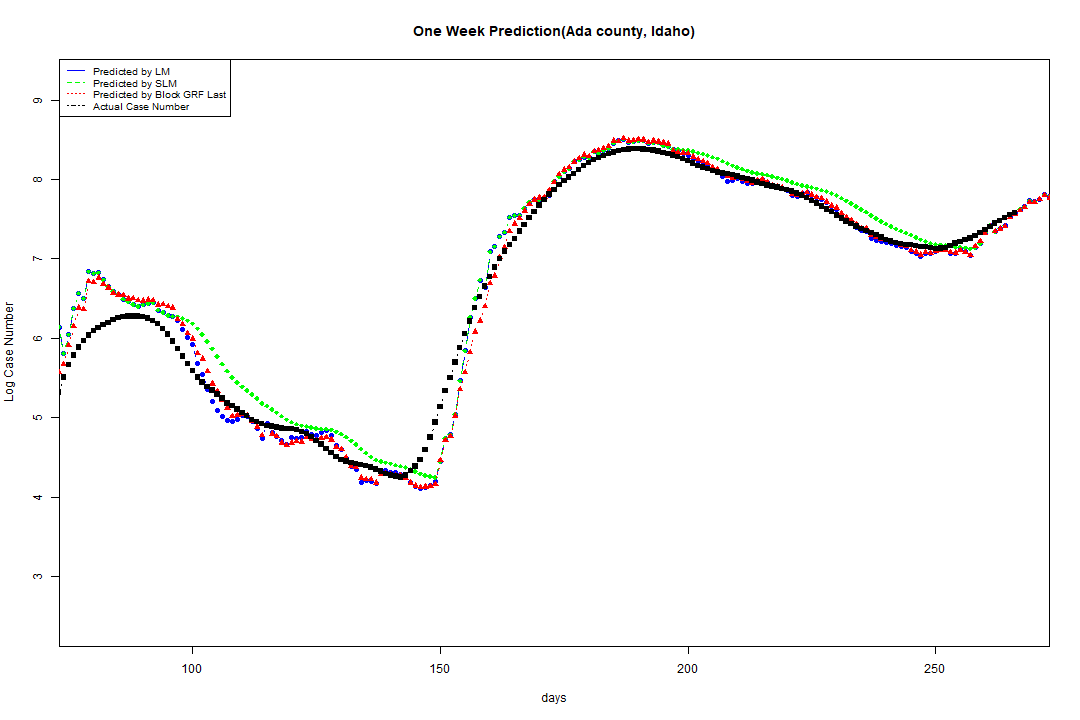 One Week Prediction(Ada county, Idaho)
Predicted by LM
Predicted by SLM
Predicted by Block GRF Last
Actual Case Number
Log Case Number
9
8
7
6
5
4
3
100 150 200 250
days